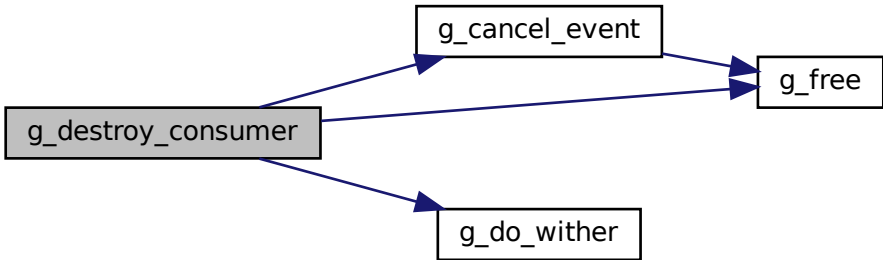 g_cancel_event
g_free
g_destroy_consumer
g_do_wither